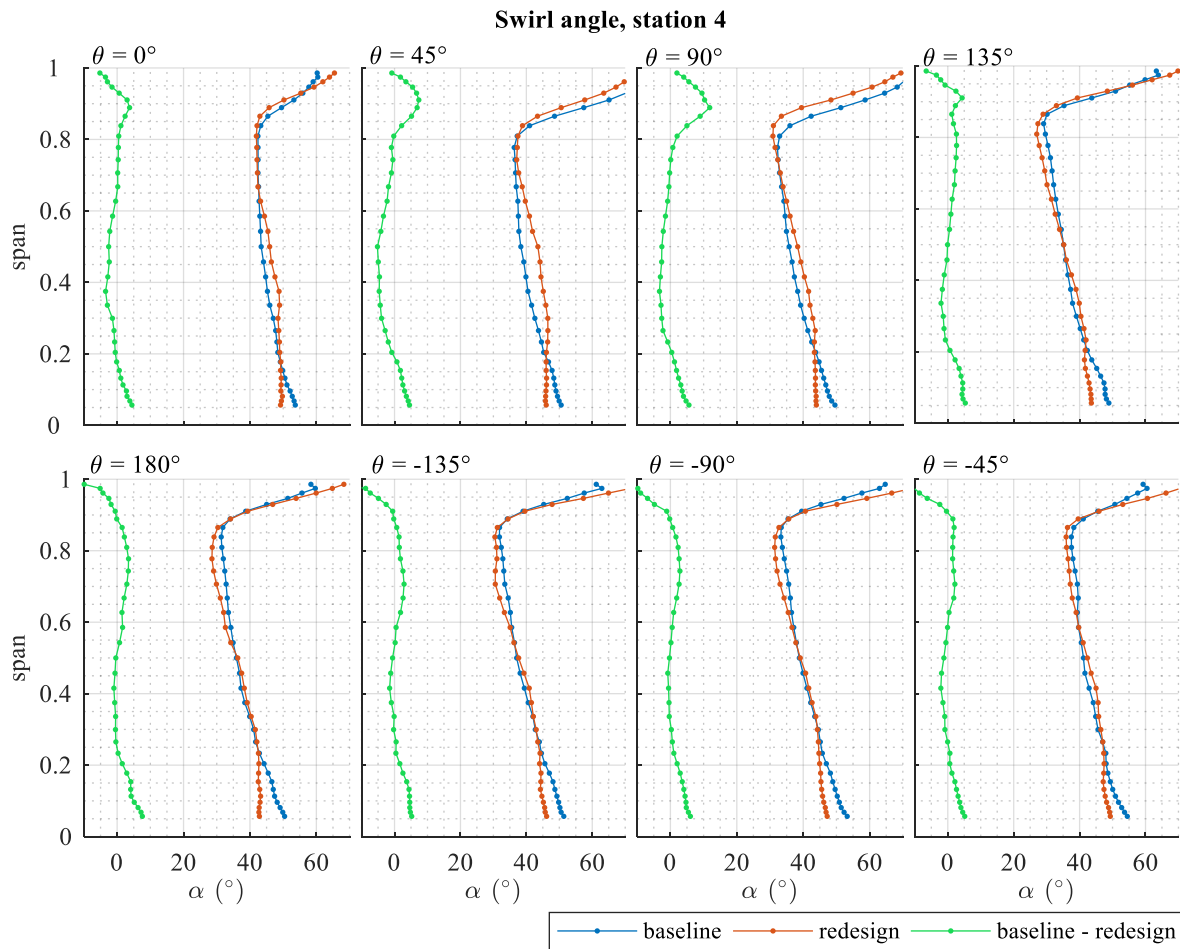 Swirl angle, station 4
θ = 0° θ = 45° θ = 90° θ = 135°
1
0.8
0.6
0.4
0.2
0
span
θ = 180° θ = -135° θ = -90° θ = -45°
1
0.8
0.6
0.4
0.2
0
span
0 20 40 60 0 20 40 60 0 20 40 60 0 20 40 60
α (°) α (°) α (°) α (°)
baseline redesign baseline - redesign